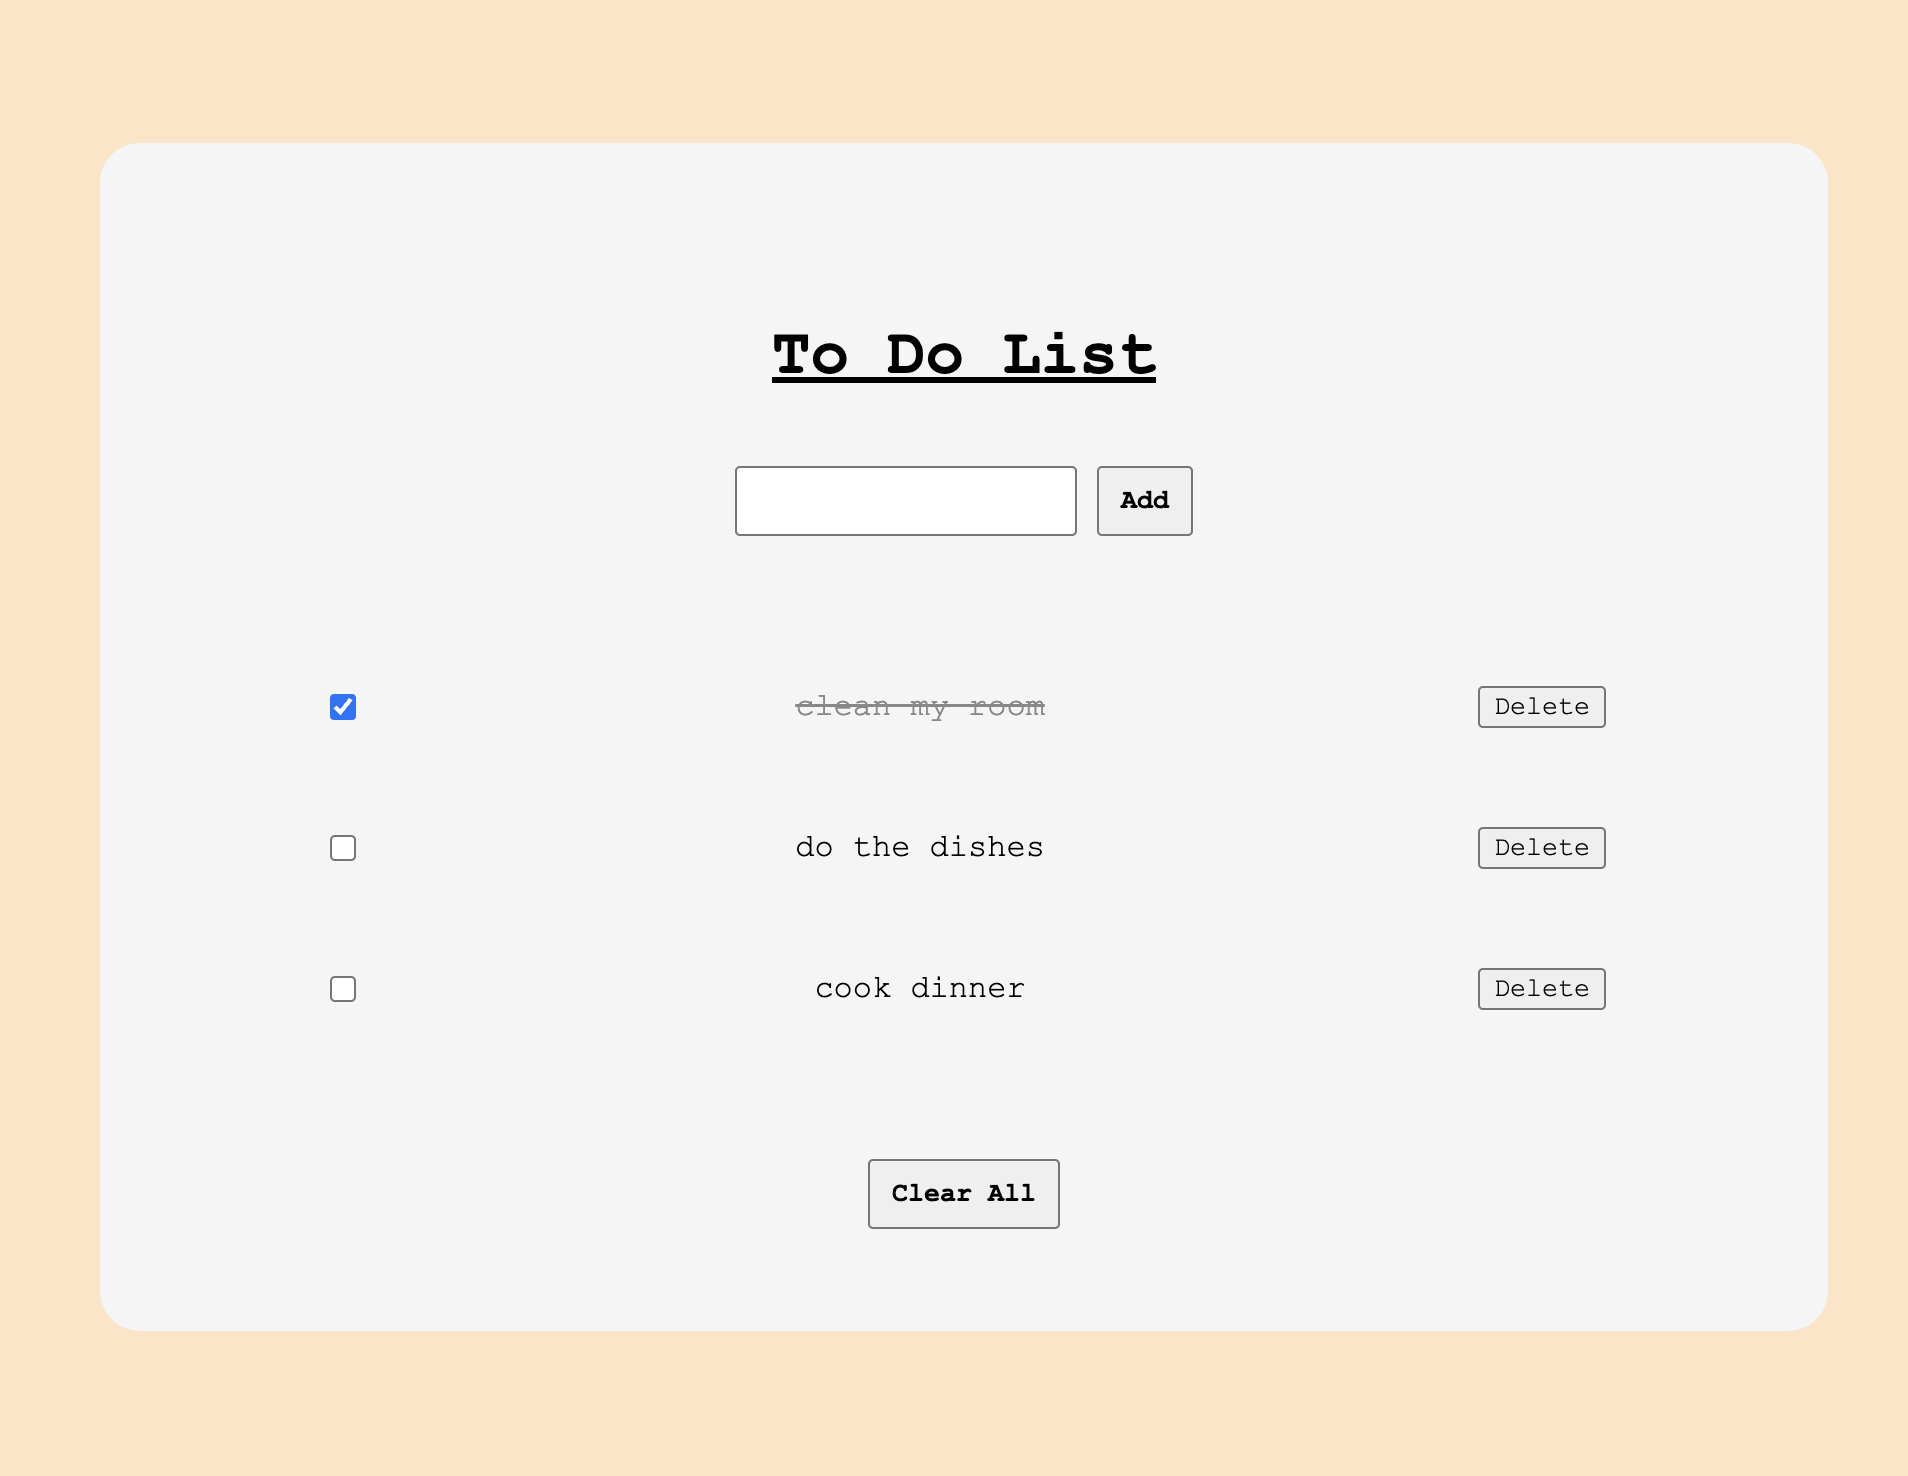 To Do List
Add
clean my room Delete
do the dishes Delete
cook dinner Delete
Clear All